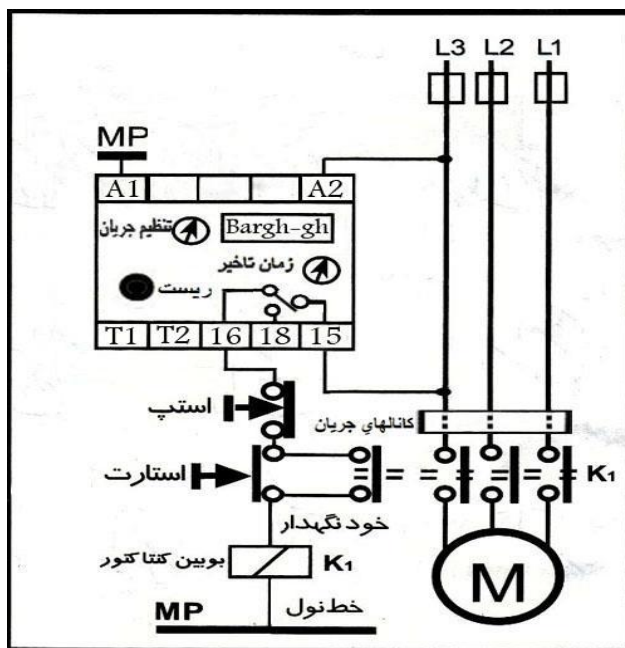 L3 L2 L1
MP
A1 A2
تنظیم جریان
Bargh-gh
زمان تاخیر
ریست
T1 T2 16 18 15
استپ
کانالهای جریان
استارت
K1
خود نگهدار
بوبین کنتاکتور
K1
M
MP
خط نول